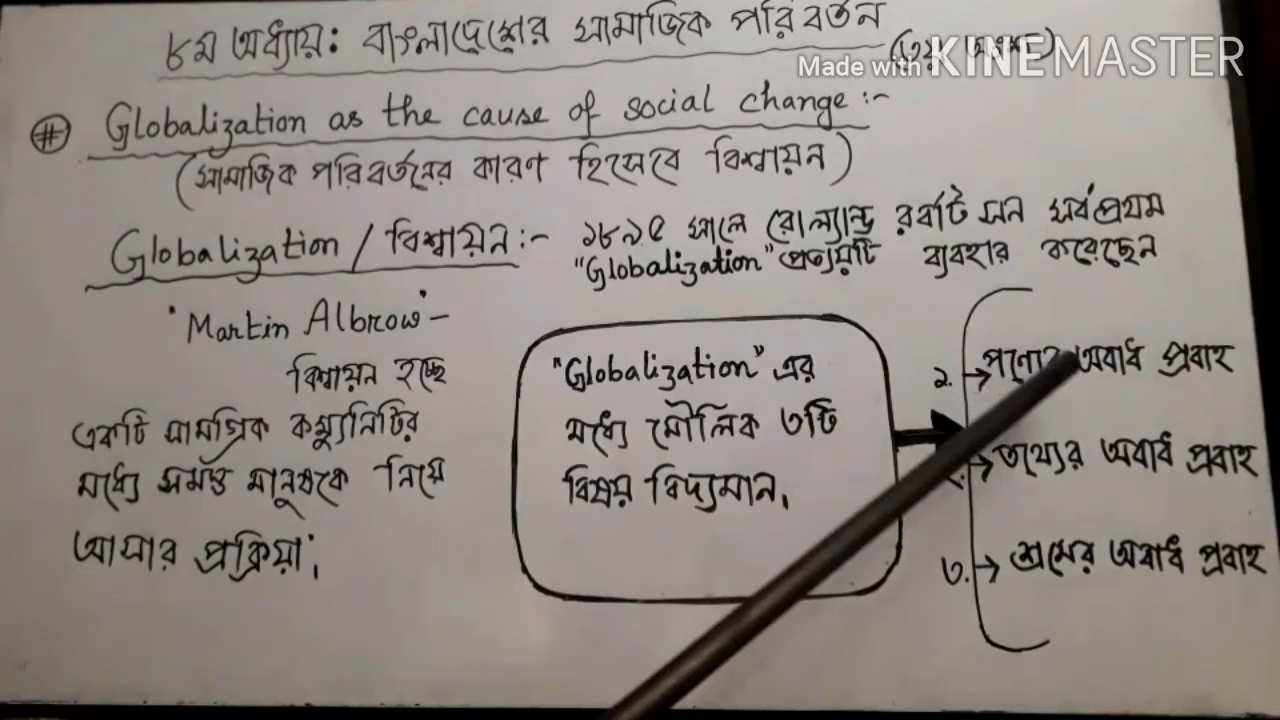 ৮ম অধ্যায়: বাংলাদেশের সামাজিক পরিবর্তন
Made with KINEMASTER
# Globalization as the cause of social change:-
(সামাজিক পরিবর্তনের কারণ হিসেবে বিশ্বায়ন)
Globalization / বিশ্বায়ন:- ১৮৯৫ সালে রোল্যান্ড রবার্টসন সর্বপ্রথম
"Globalization" প্রত্যয়টি ব্যবহার করেছেন
'Martin Albrow'-
বিশ্বায়ন হচ্ছে
একটি সামগ্রিক কম্যুনিটির
মধ্যে সমস্ত মানুষকে নিয়ে
আসার প্রক্রিয়া;
"Globalization" এর
মধ্যে মৌলিক ৩টি
বিষয় বিদ্যমান,
১. → পণ্যের অবাধ প্রবাহ
→ তথ্যের অবাধ প্রবাহ
৩. → শ্রমের অবাধ প্রবাহ